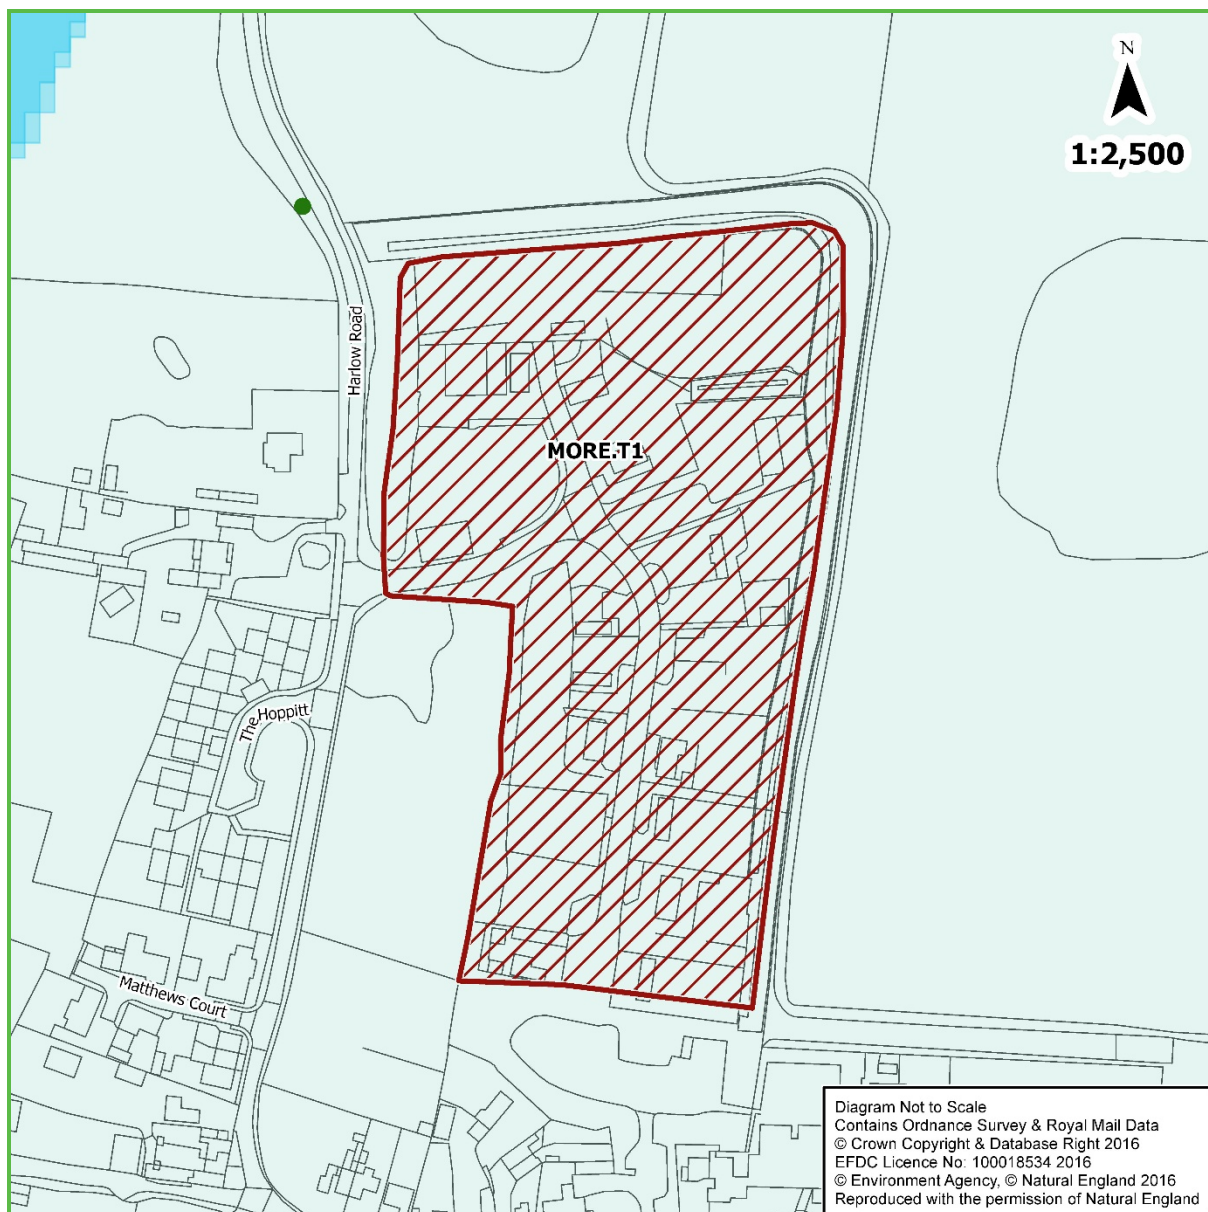 N
1:2,500
Harlow Road
MORE.T1
The Hoppitt
Matthews Court
Diagram Not to Scale
Contains Ordnance Survey & Royal Mail Data
© Crown Copyright & Database Right 2016
EFDC Licence No: 100018534 2016
© Environment Agency, © Natural England 2016
Reproduced with the permission of Natural England